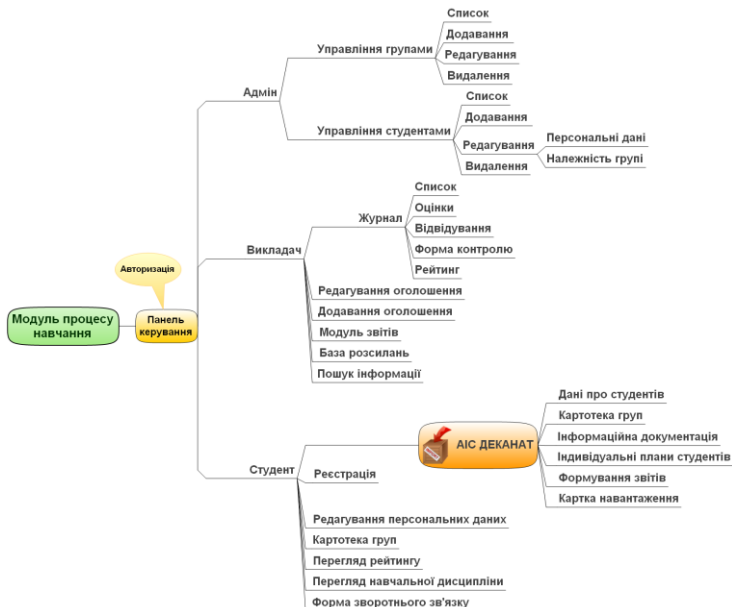 Модуль процесу
навчання
Авторизація
Панель
керування
Адмін
Управління групами
Список
Додавання
Редагування
Видалення
Управління студентами
Список
Додавання
Редагування
Персональні дані
Належність групі
Видалення
Викладач
Журнал
Список
Оцінки
Відвідування
Форма контролю
Рейтинг
Редагування оголошення
Додавання оголошення
Модуль звітів
База розсилань
Пошук інформації
Студент
АІС ДЕКАНАТ
Дані про студентів
Картотека груп
Інформаційна документація
Індивідуальні плани студентів
Формування звітів
Картка навантаження
Реєстрація
Редагування персональних даних
Картотека груп
Перегляд рейтингу
Перегляд навчальної дисципліни
Форма зворотнього зв'язку